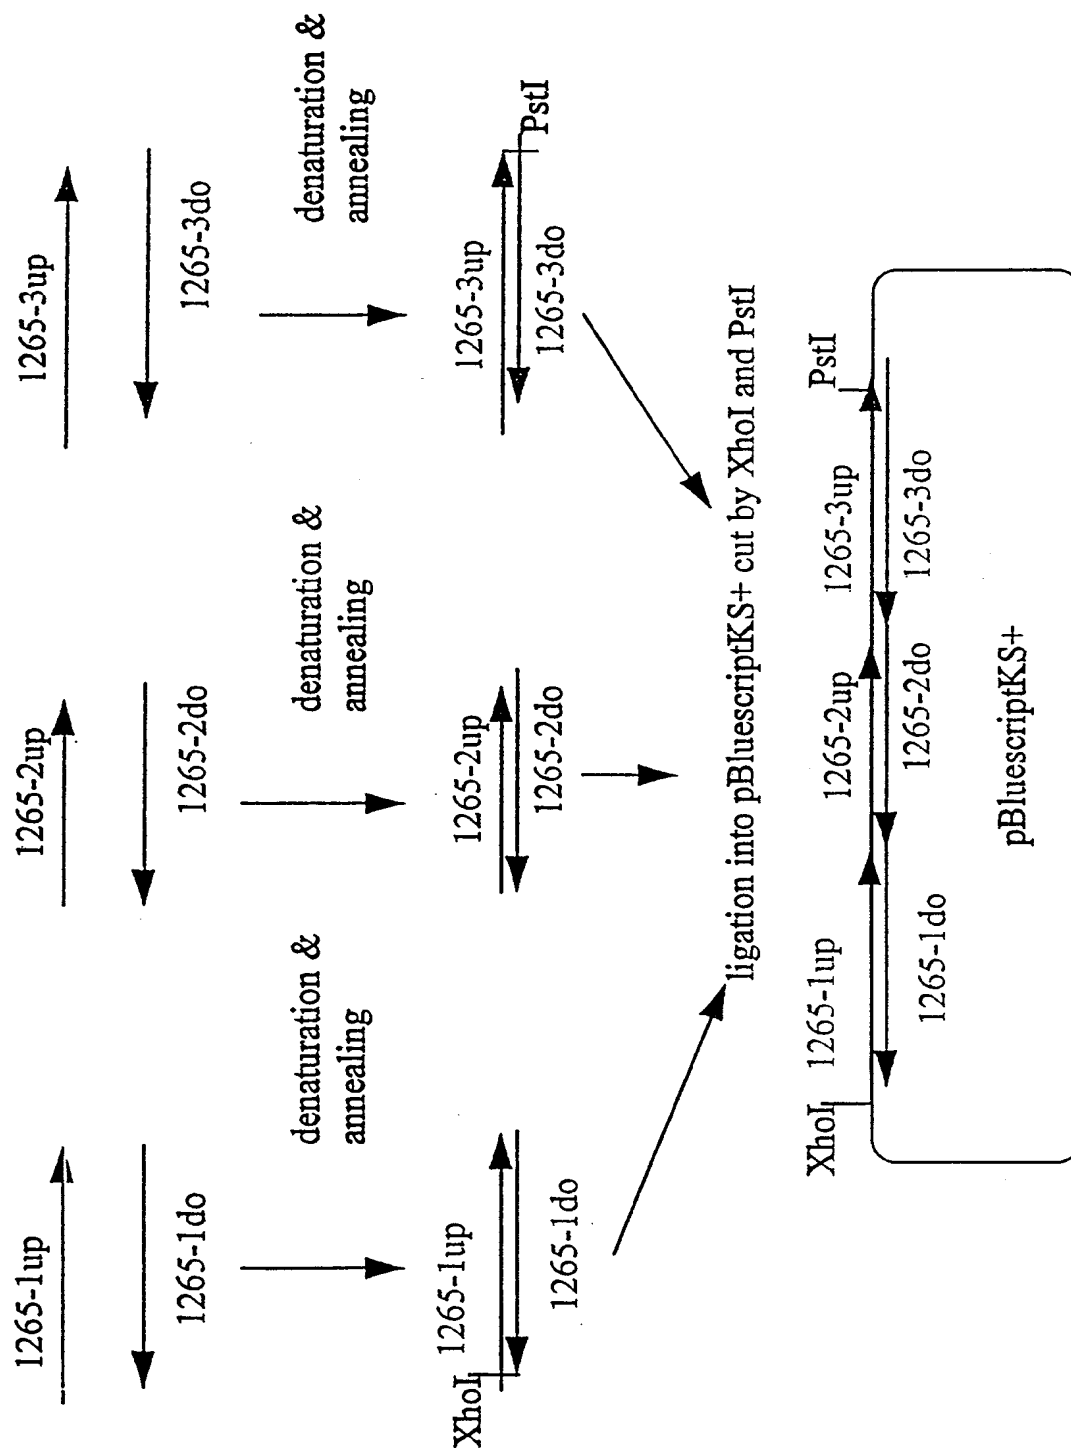 1265-1up
1265-2up
1265-3up
1265-1do
1265-2do
1265-3do
denaturation &
annealing
denaturation &
annealing
denaturation &
annealing
XhoI
1265-1up
1265-2up
1265-3up
1265-1do
1265-2do
1265-3do
PstI
ligation into pBluescriptKS+ cut by XhoI and PstI
XhoI
1265-1up
1265-2up
1265-3up
PstI
1265-1do
1265-2do
1265-3do
pBluescriptKS+